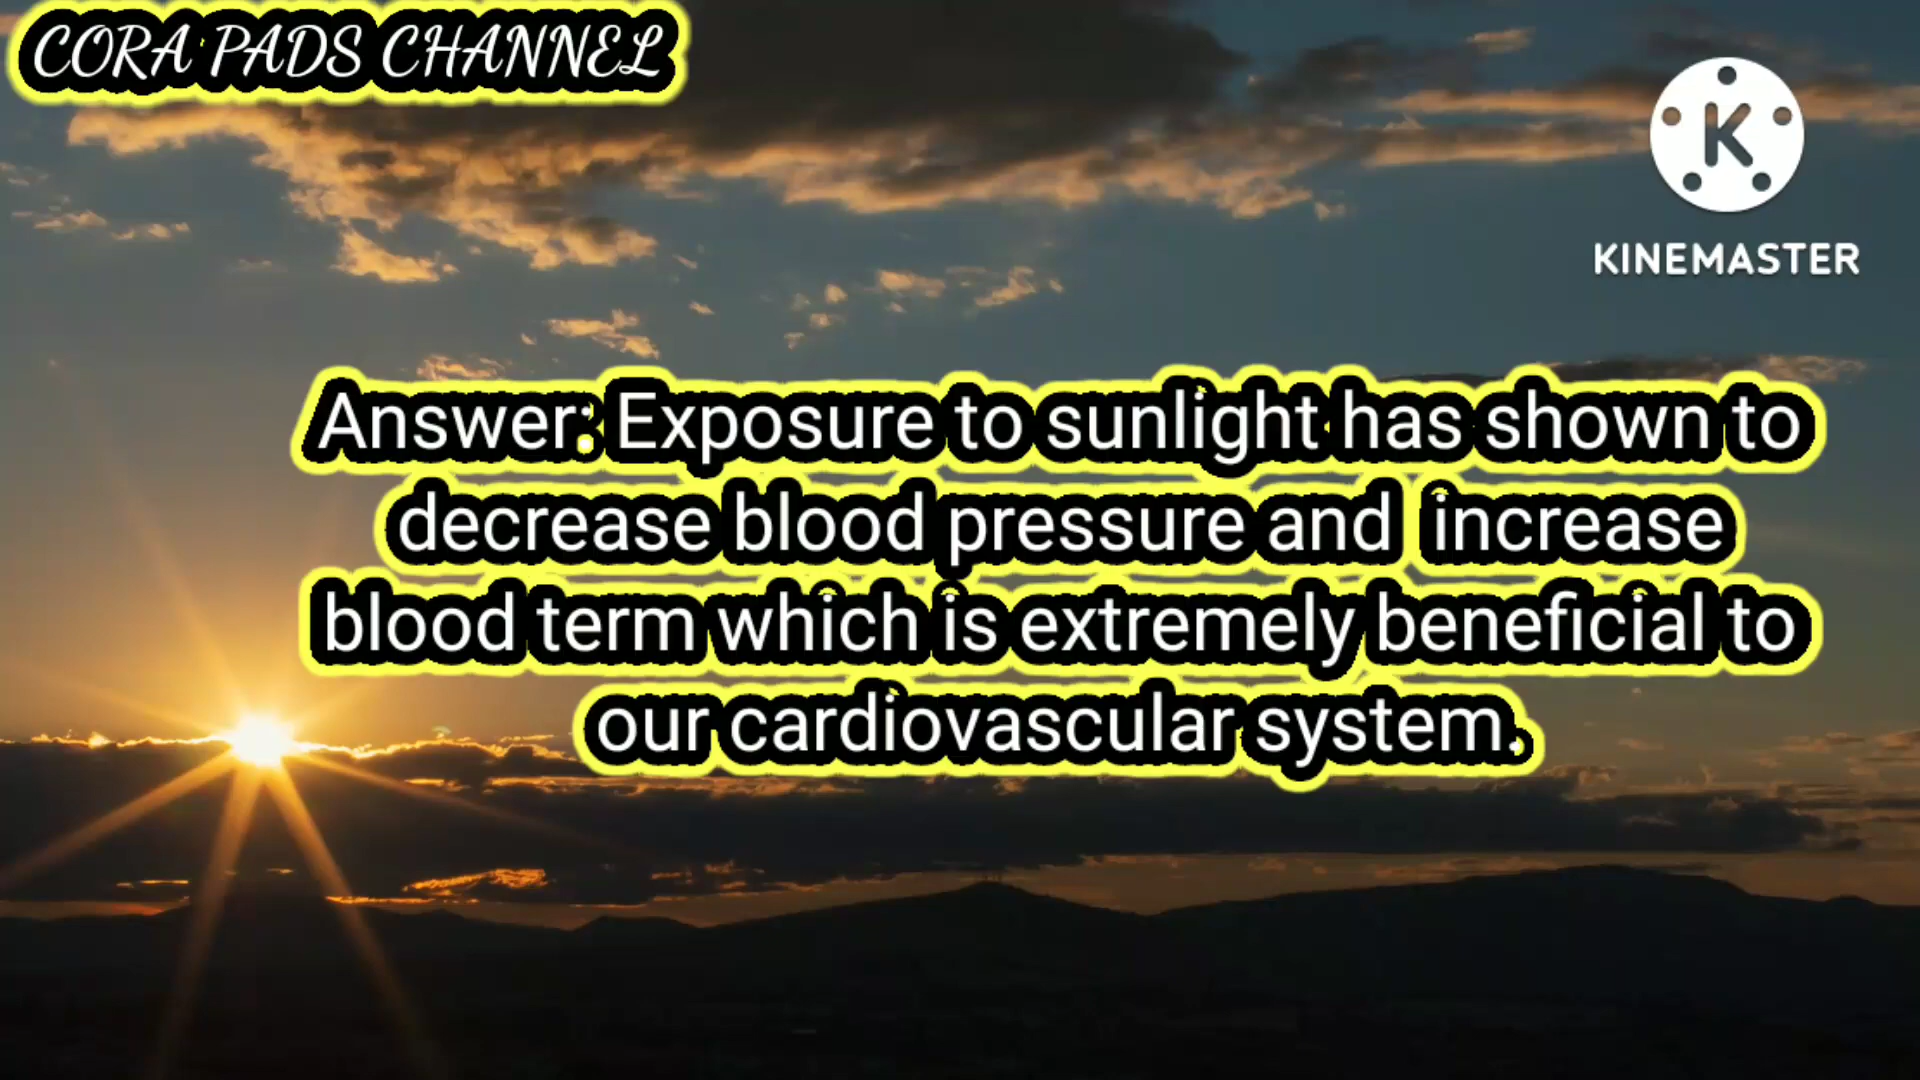 CORA PADS CHANNEL
K
KINEMASTER
Answer: Exposure to sunlight has shown to
decrease blood pressure and increase
blood term which is extremely beneficial to
our cardiovascular system.